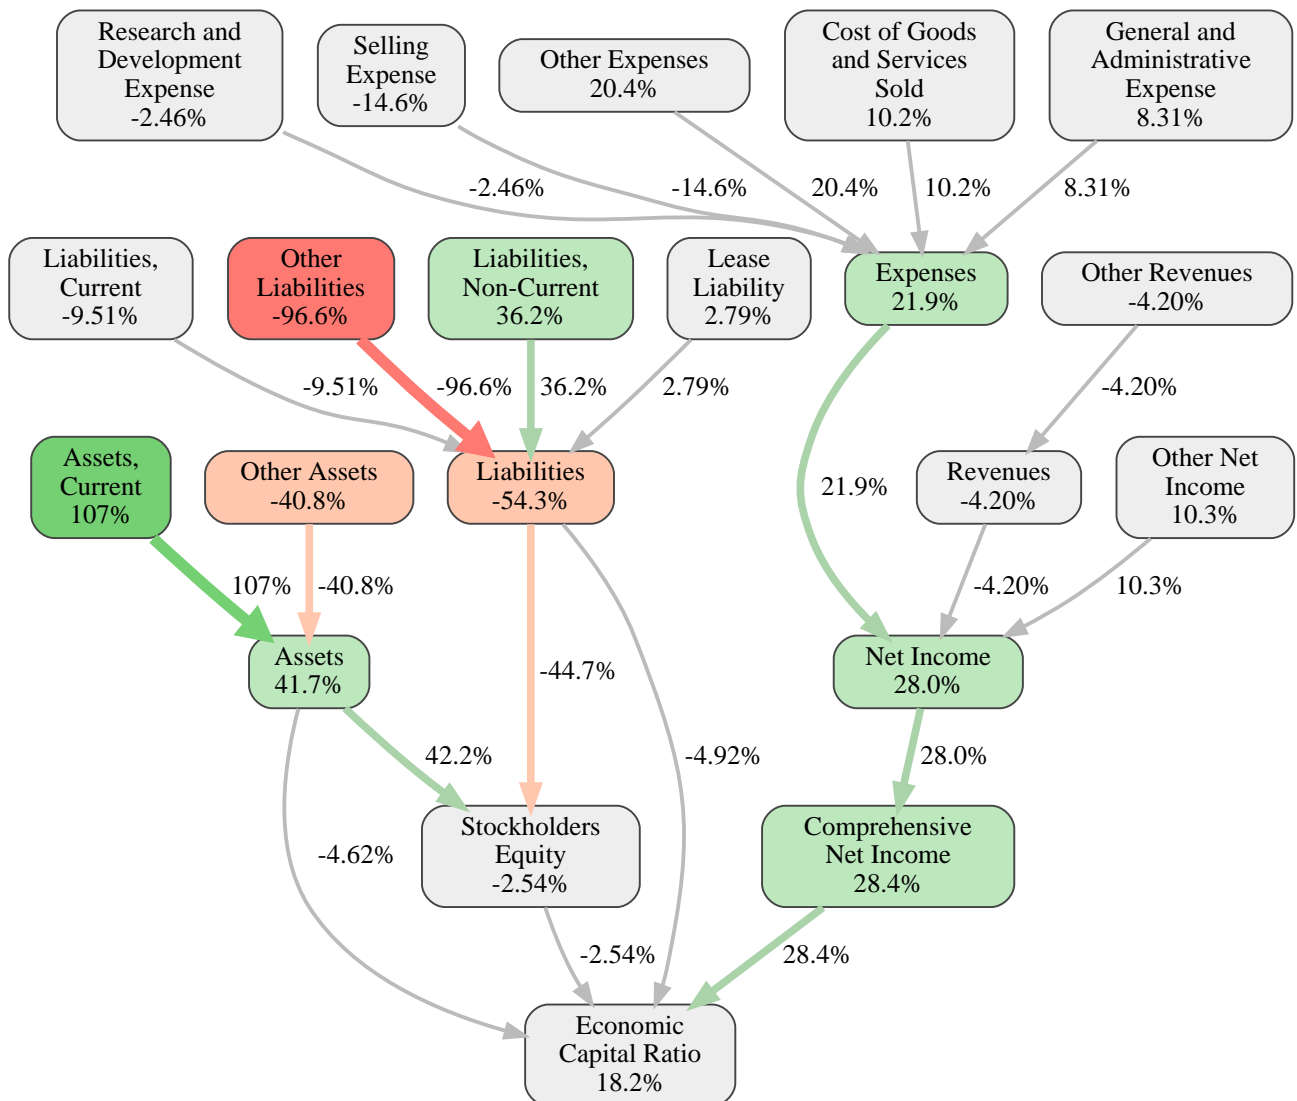 Research and
Development
Expense
-2.46%
Selling
Expense
-14.6%
Other Expenses
20.4%
Cost of Goods
and Services
Sold
10.2%
General and
Administrative
Expense
8.31%
-2.46%
-14.6%
20.4%
10.2%
8.31%
Liabilities,
Current
-9.51%
Other
Liabilities
-96.6%
Liabilities,
Non-Current
36.2%
Lease
Liability
2.79%
Expenses
21.9%
Other Revenues
-4.20%
-9.51%
-96.6%
36.2%
2.79%
-4.20%
Assets,
Current
107%
Other Assets
-40.8%
Liabilities
-54.3%
21.9%
Revenues
-4.20%
Other Net
Income
10.3%
107%
-40.8%
-4.20%
10.3%
Assets
41.7%
-44.7%
Net Income
28.0%
42.2%
-4.92%
28.0%
-4.62%
Stockholders
Equity
-2.54%
Comprehensive
Net Income
28.4%
-2.54%
28.4%
Economic
Capital Ratio
18.2%